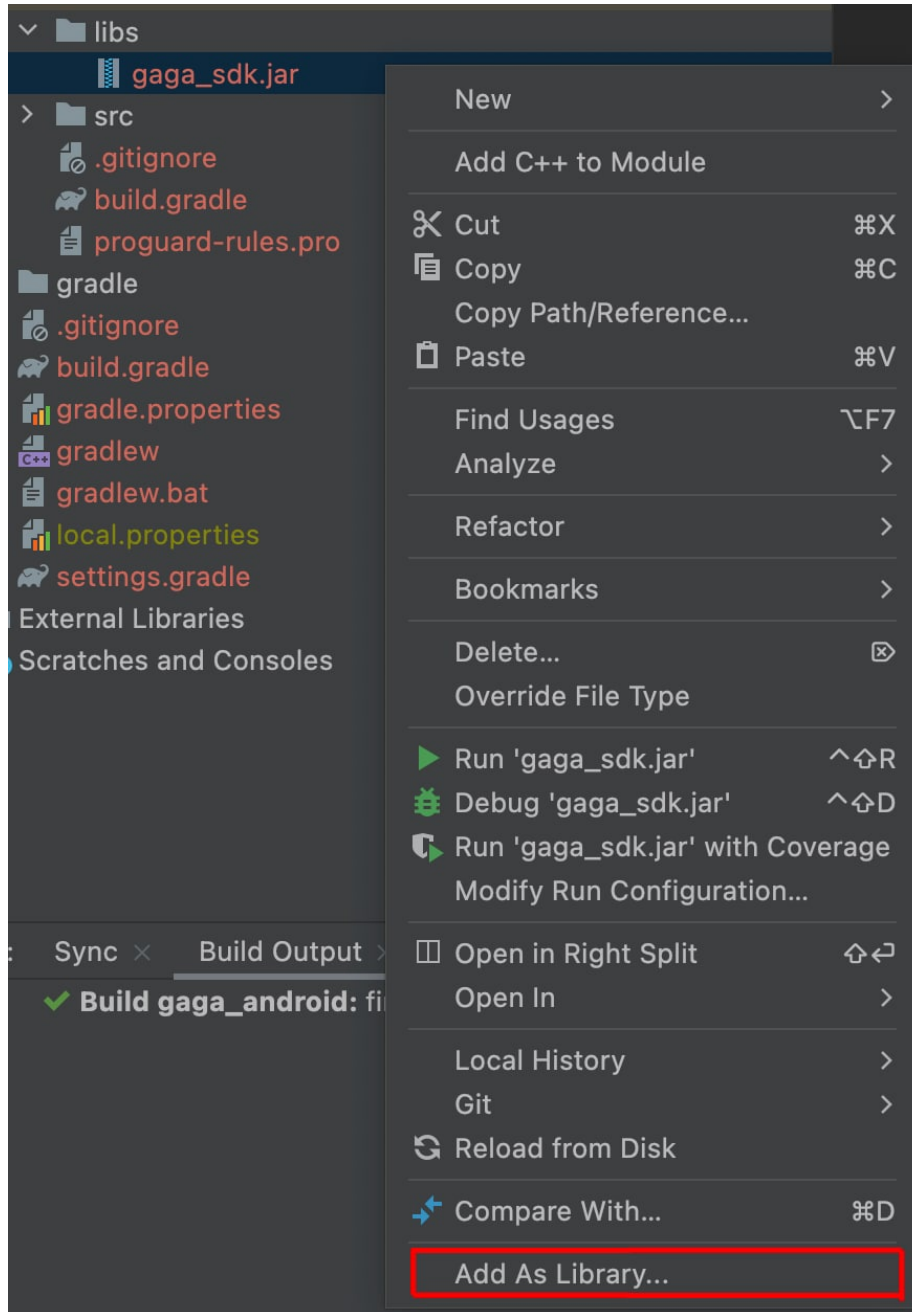 libs
gaga_sdk.jar
src
.gitignore
build.gradle
proguard-rules.pro
gradle
.gitignore
build.gradle
gradle.properties
C++
gradlew
gradlew.bat
local.properties
settings.gradle
External Libraries
Scratches and Consoles
: Sync Build Output
Build gaga_android:
New
Add C++ to Module
Cut ⌘X
Copy ⌘C
Copy Path/Reference...
Paste ⌘V
Find Usages ⌥F7
Analyze
Refactor
Bookmarks
Delete... ⌦
Override File Type
Run 'gaga_sdk.jar' ^⇧R
Debug 'gaga_sdk.jar' ^⇧D
Run 'gaga_sdk.jar' with Coverage
Modify Run Configuration...
Open in Right Split ⇧⏎
Open In
Local History
Git
Reload from Disk
Compare With... ⌘D
Add As Library...